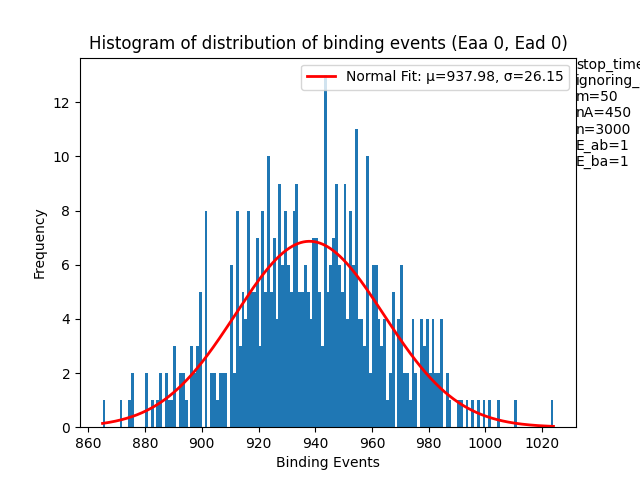 Histogram of distribution of binding events (Eaa 0, Ead 0)
Normal Fit: μ=937.98, σ=26.15
stop_time
ignoring_
m=50
nA=450
n=3000
E_ab=1
E_ba=1
Frequency
12
10
8
6
4
2
0
860 880 900 920 940 960 980 1000 1020
Binding Events